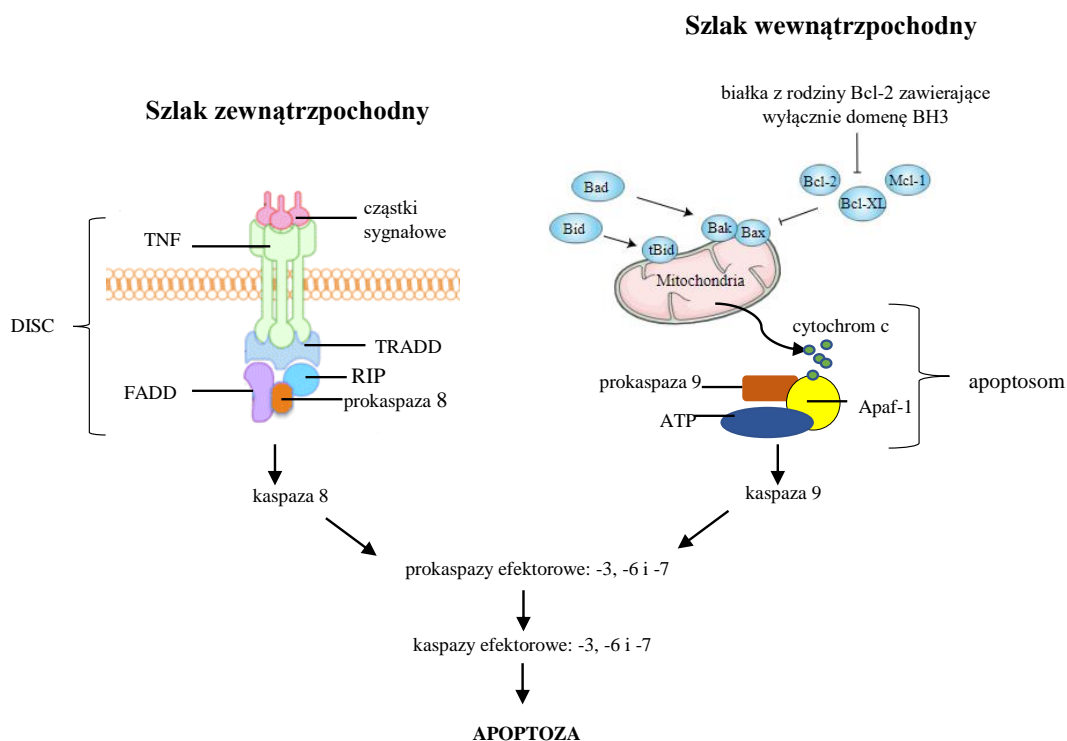 Szlak wewnątrzpochodny
Szlak zewnątrzpochodny
białka z rodziny Bcl-2 zawierające
wyłącznie domenę BH3
Bcl-2
Mcl-1
Bcl-XL
Bad
Bid
Bak
Bax
tBid
Mitochondria
cząstki
sygnałowe
TNF
DISC
TRADD
RIP
FADD
prokaspaza 8
cytochrom c
prokaspaza 9
apoptosom
Apaf-1
ATP
kaspaza 8
kaspaza 9
prokaspazy efektorowe: -3, -6 i -7
kaspazy efektorowe: -3, -6 i -7
APOPTOZA